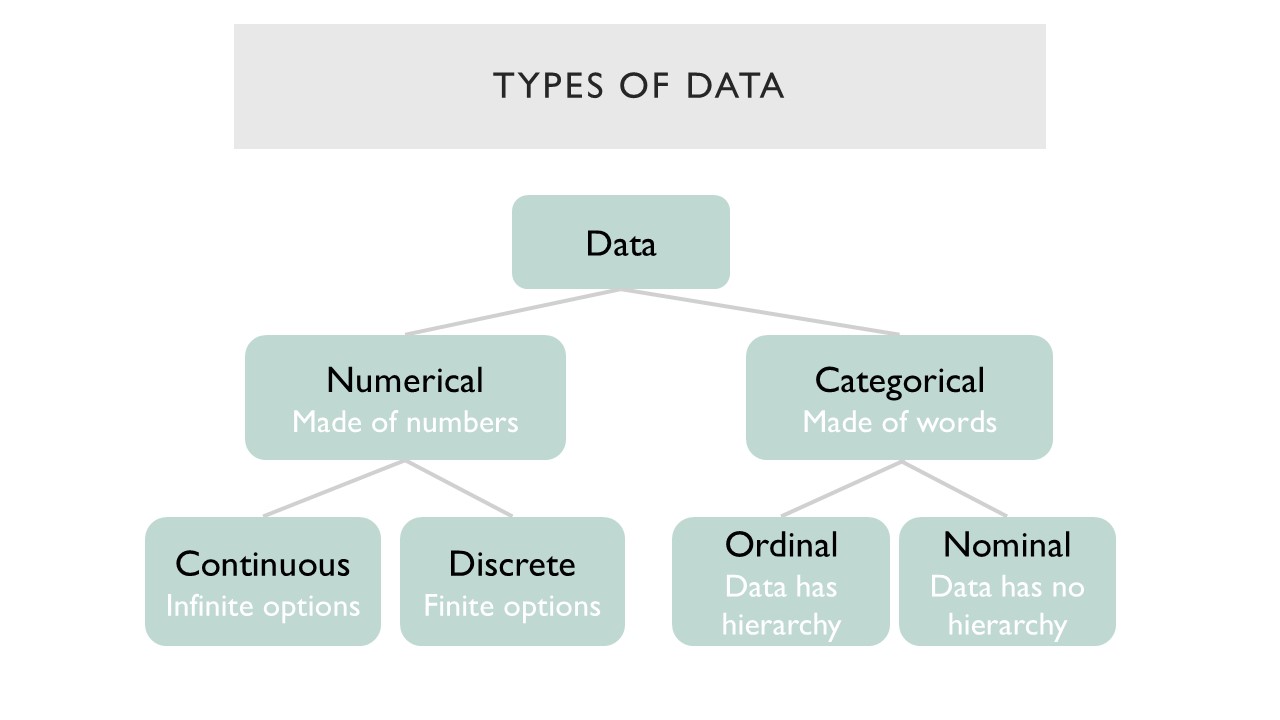 TYPES OF DATA
Data
Numerical
Made of numbers
Categorical
Made of words
Continuous
Infinite options
Discrete
Finite options
Ordinal
Data has
hierarchy
Nominal
Data has no
hierarchy